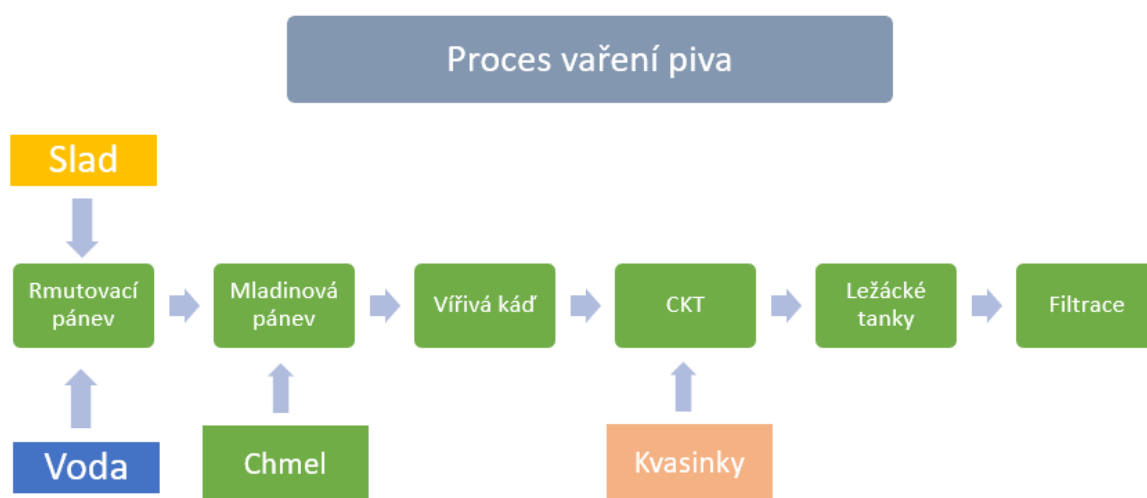 Proces vaření piva
Slad
Rmutovací
pánev
Mladinová
pánev
Vířivá káď
CKT
Ležácké
tanky
Filtrace
Voda
Chmel
Kvasinky